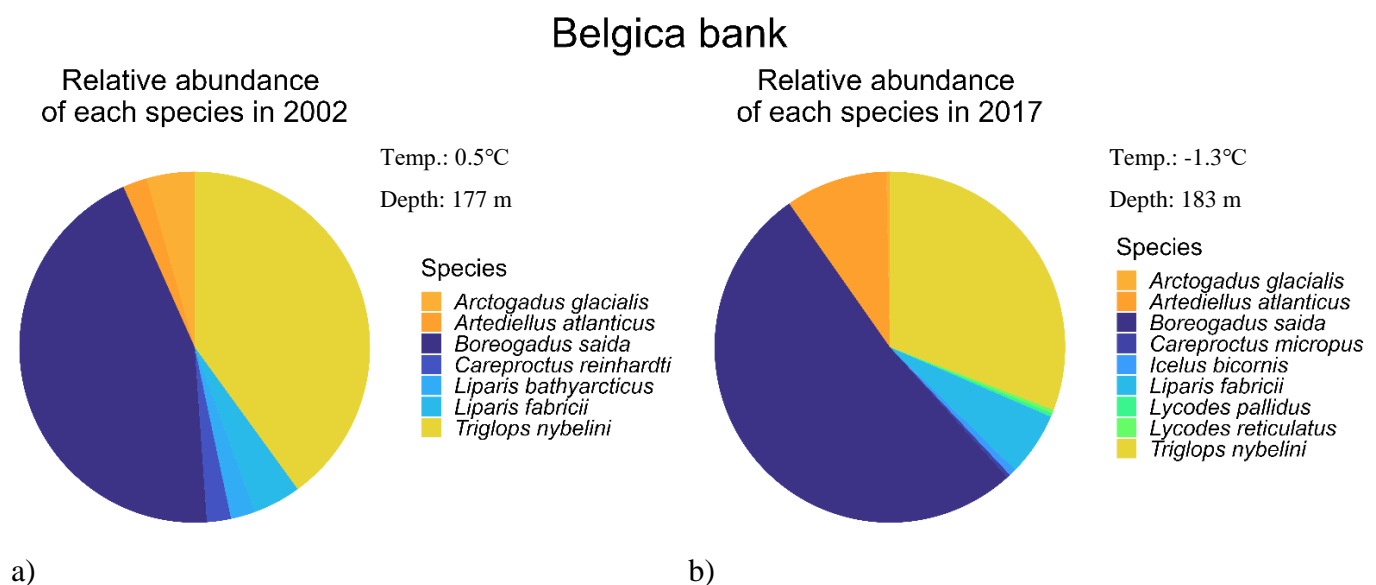 Belgica bank
Relative abundance
of each species in 2002
Temp.: 0.5°C
Depth: 177 m
Species
Arctogadus glacialis
Artediellus atlanticus
Boreogadus saida
Careproctus reinhardti
Liparis bathyarcticus
Liparis fabricii
Triglops nybelini
a)
Relative abundance
of each species in 2017
Temp.: -1.3°C
Depth: 183 m
Species
Arctogadus glacialis
Artediellus atlanticus
Boreogadus saida
Careproctus micropus
Icelus bicornis
Liparis fabricii
Lycodes pallidus
Lycodes reticulatus
Triglops nybelini
b)